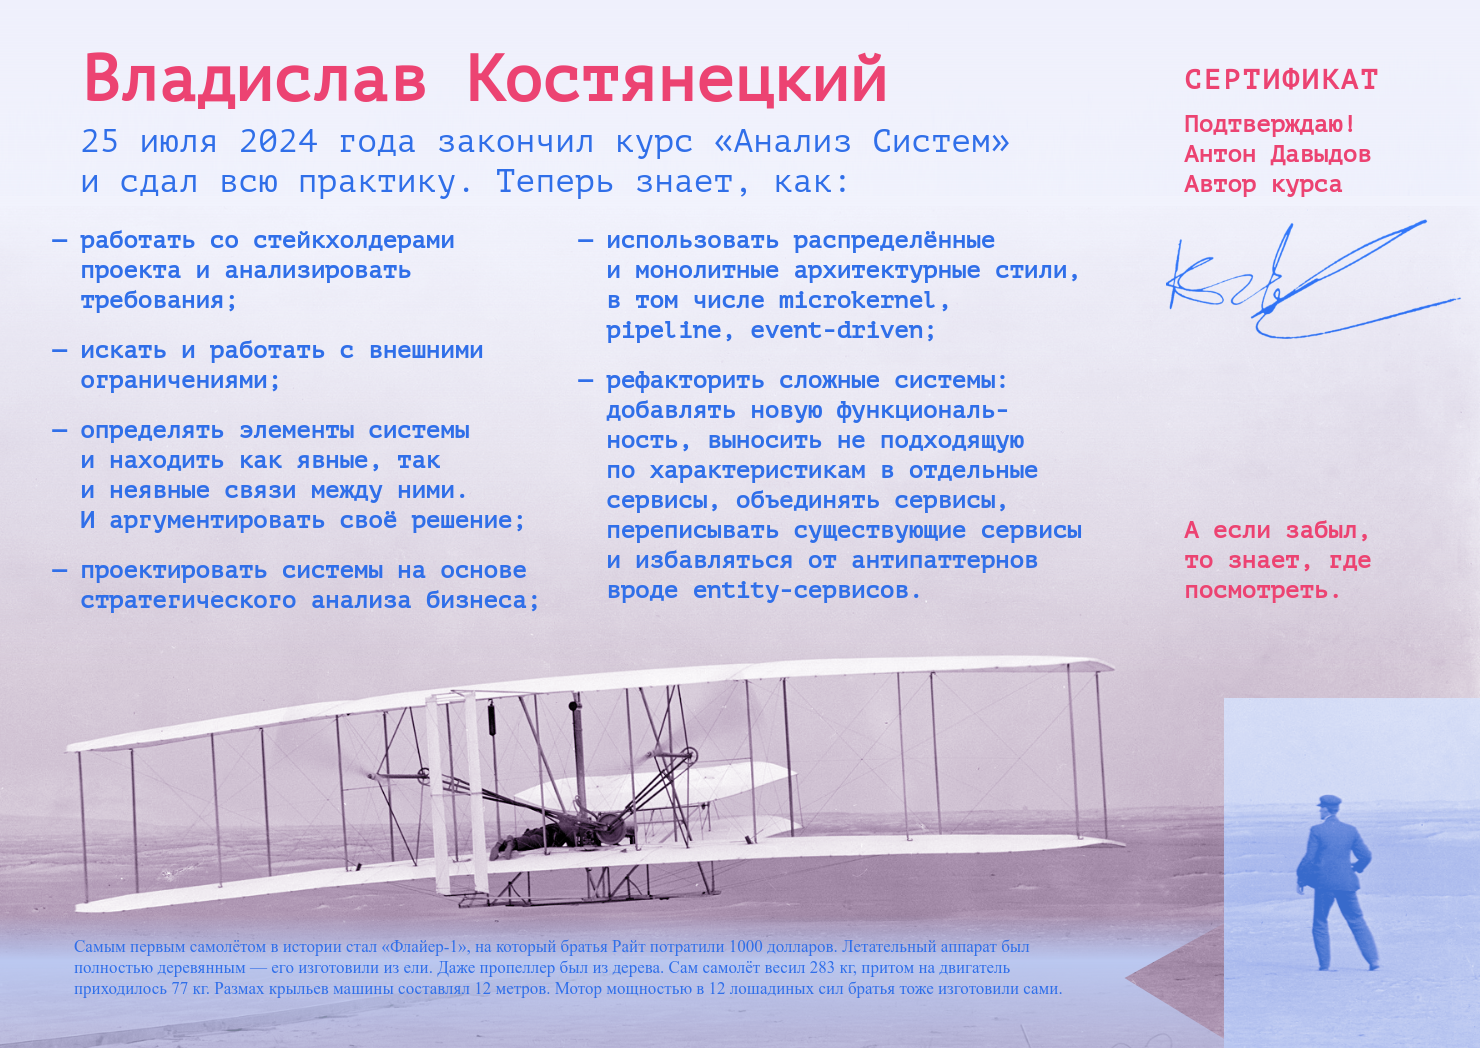 Владислав Костянецкий
25 июля 2024 года закончил курс «Анализ Систем»
и сдал всю практику. Теперь знает, как:
— работать со стейкхолдерами
проекта и анализировать
требования;
— искать и работать с внешними
ограничениями;
— определять элементы системы
и находить как явные, так
и неявные связи между ними.
И аргументировать своё решение;
— проектировать системы на основе
стратегического анализа бизнеса;
— использовать распределённые
и монолитные архитектурные стили,
в том числе microkernel,
pipeline, event-driven;
— рефакторить сложные системы:
добавлять новую функциональ-
ность, выносить не подходящую
по характеристикам в отдельные
сервисы, объединять сервисы,
переписывать существующие сервисы
и избавляться от антипаттернов
вроде entity-сервисов.
СЕРТИФИКАТ
Подтверждаю!
Антон Давыдов
Автор курса
А если забыл,
то знает, где
посмотреть.
Самым первым самолётом в истории стал «Флайер-1», на который братья Райт потратили 1000 долларов. Летательный аппарат был
полностью деревянным — его изготовили из ели. Даже пропеллер был из дерева. Сам самолёт весил 283 кг, притом на двигатель
приходилось 77 кг. Размах крыльев машины составлял 12 метров. Мотор мощностью в 12 лошадиных сил братья тоже изготовили сами.